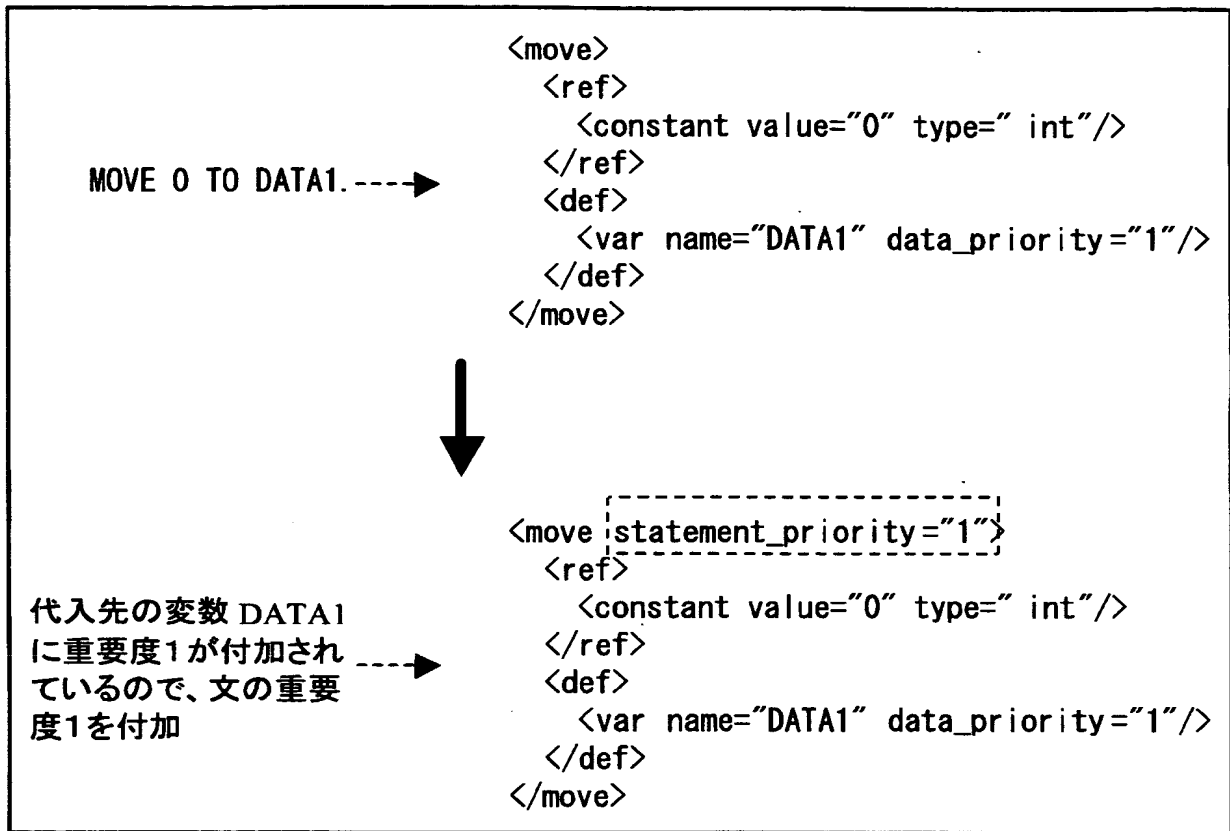 <move>
<ref>
<constant value="0" type=" int"/>
</ref>
MOVE 0 TO DATA1.
<def>
<var name="DATA1" data_priority="1"/>
</def>
</move>
<move statement_priority="1">
<ref>
<constant value="0" type=" int"/>
</ref>
<def>
<var name="DATA1" data_priority="1"/>
</def>
</move>
代入先の変数 DATA1
に重要度1が付加され
ているので、文の重要
度1を付加